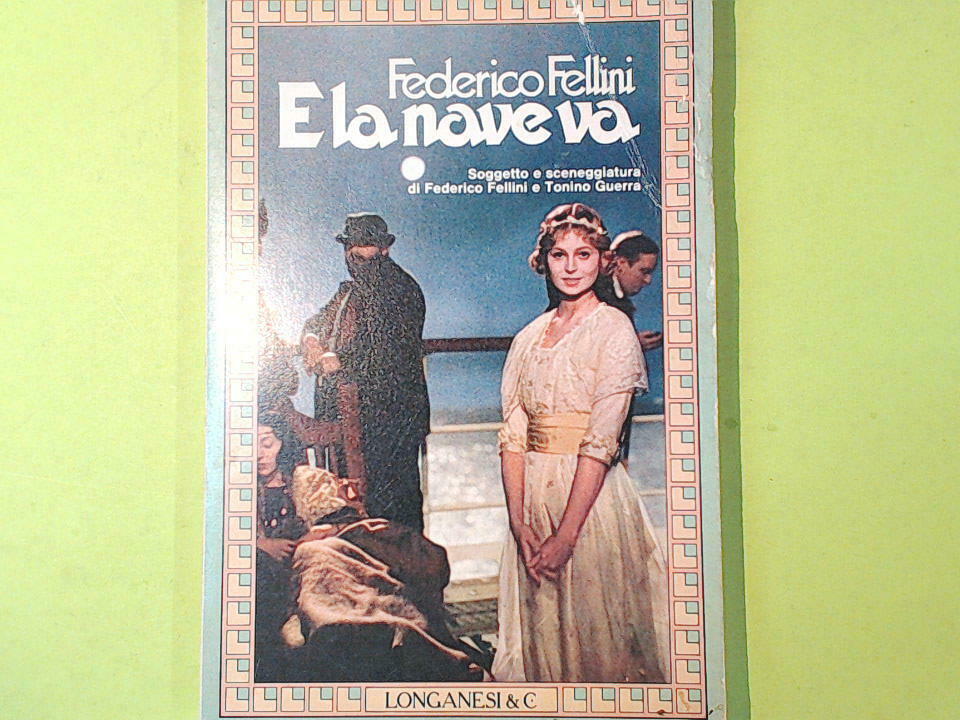 Federico Fellini
E la nave va
Soggetto e sceneggiatura
di Federico Fellini e Tonino Guerra
LONGANESI & C.